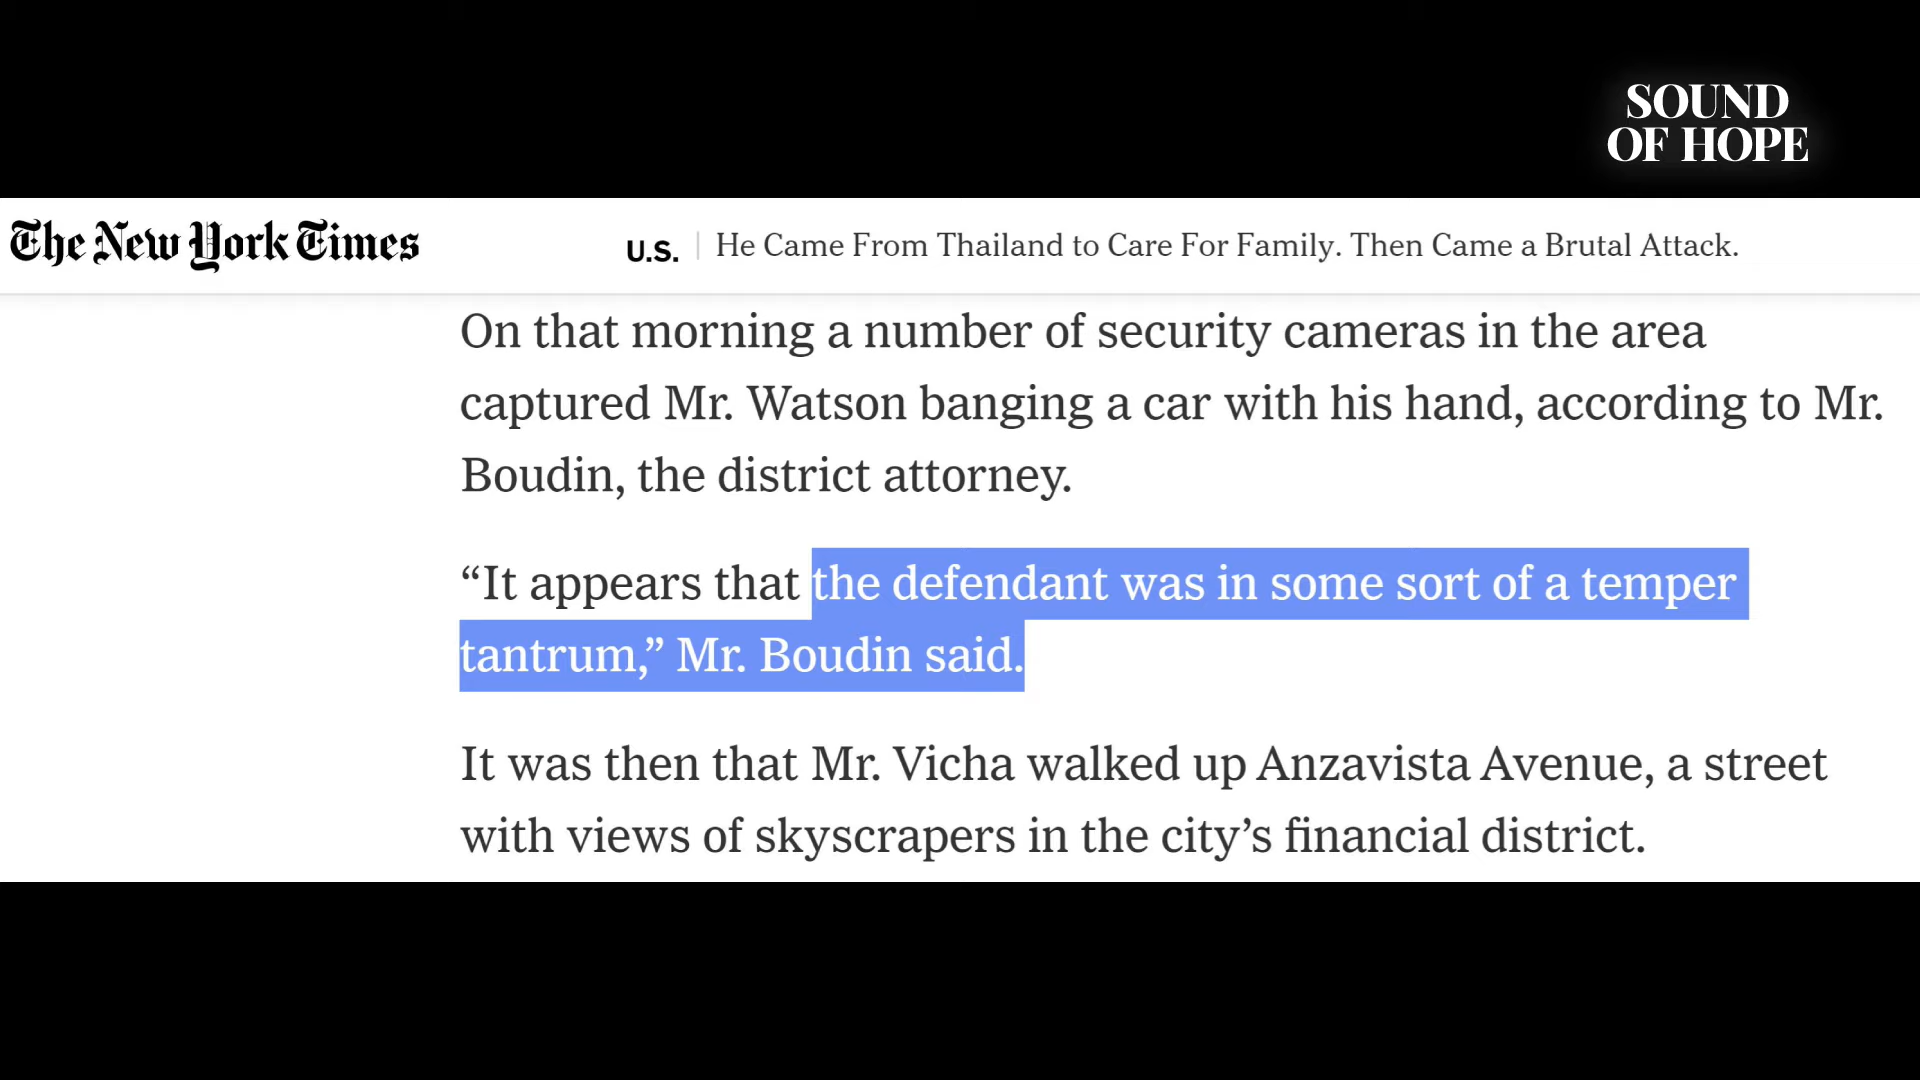 SOUND
OF HOPE
The New York Times
U.S. | He Came From Thailand to Care For Family. Then Came a Brutal Attack.
On that morning a number of security cameras in the area
captured Mr. Watson banging a car with his hand, according to Mr.
Boudin, the district attorney.
“It appears that the defendant was in some sort of a temper
tantrum,” Mr. Boudin said.
It was then that Mr. Vicha walked up Anzavista Avenue, a street
with views of skyscrapers in the city’s financial district.